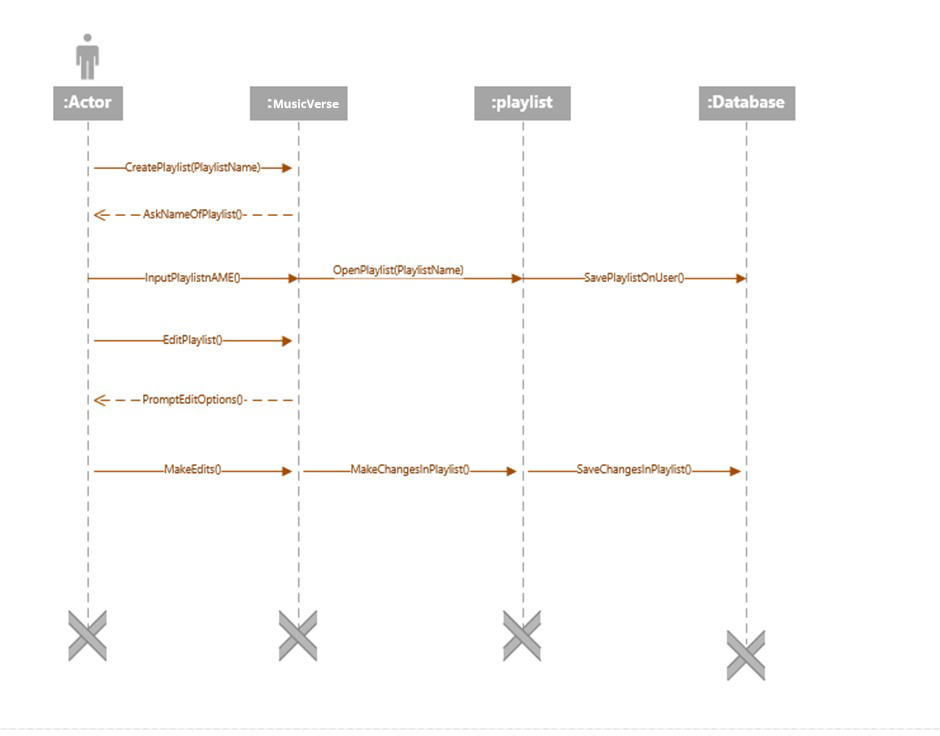 :Actor
:MusicVerse
:playlist
:Database
CreatePlaylist(PlaylistName)
AskNameOfPlaylist()
InputPlaylistnAME()
OpenPlaylist(PlaylistName)
SavePlaylistOnUser()
EditPlaylist()
PromptEditOptions()
MakeEdits()
MakeChangesInPlaylist()
SaveChangesInPlaylist()